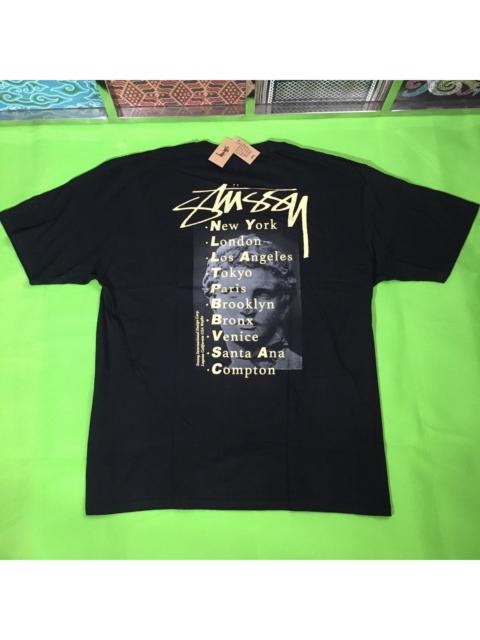 Stüssy
· New York
· London
· Los Angeles
· Tokyo
· Paris
· Brooklyn
· Bronx
· Venice
· Santa Ana
· Compton